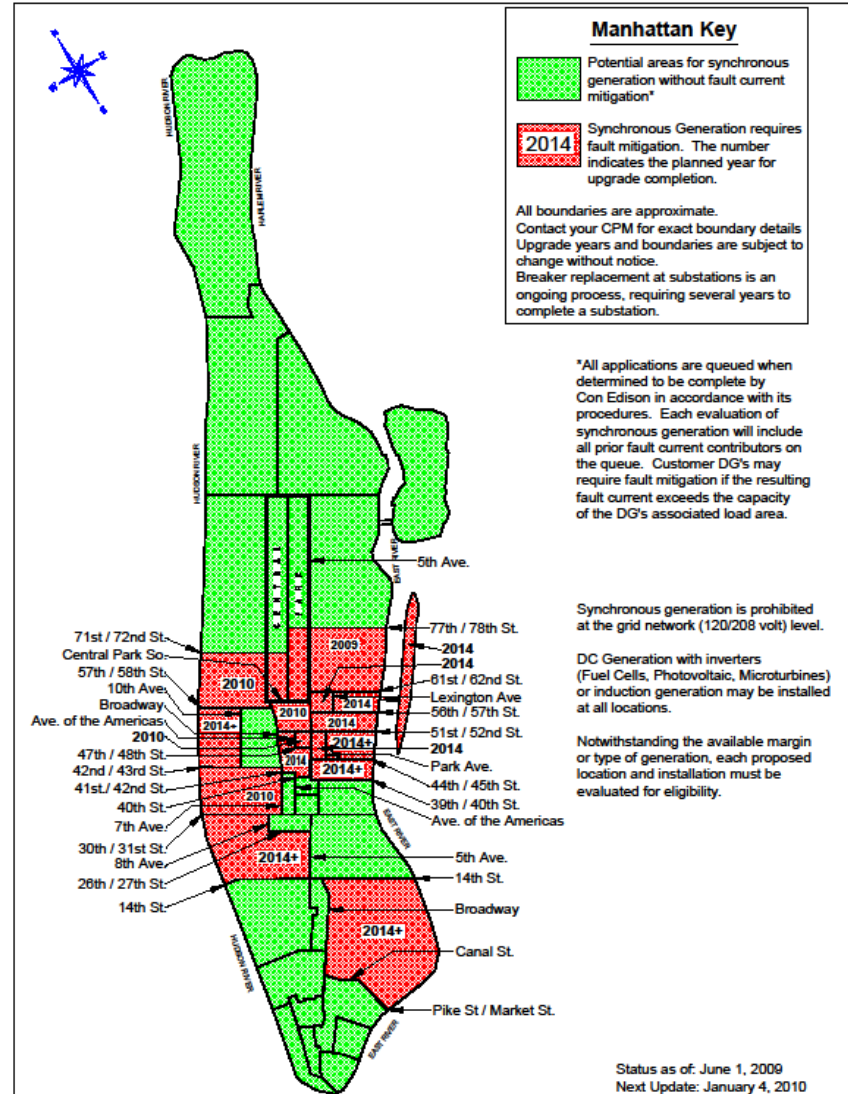 Manhattan Key
Potential areas for synchronous
generation without fault current
mitigation*
2014
Synchronous Generation requires
fault mitigation. The number
indicates the planned year for
upgrade completion.
All boundaries are approximate.
Contact your CPM for exact boundary details
Upgrade years and boundaries are subject to
change without notice.
Breaker replacement at substations is an
ongoing process, requiring several years to
complete a substation.
*All applications are queued when
determined to be complete by
Con Edison in accordance with its
procedures. Each evaluation of
synchronous generation will include
all prior fault current contributors on
the queue. Customer DG's may
require fault mitigation if the resulting
fault current exceeds the capacity
of the DG's associated load area.
Synchronous generation is prohibited
at the grid network (120/208 volt) level.
DC Generation with inverters
(Fuel Cells, Photovoltaic, Microturbines)
or induction generation may be installed
at all locations.
Notwithstanding the available margin
or type of generation, each proposed
location and installation must be
evaluated for eligibility.
HUDSON RIVER
HARLEM RIVER
HUDSON RIVER
EAST RIVER
CENTRAL
PARK
5th Ave.
77th / 78th St.
2014
2014
61st / 62nd St.
Lexington Ave
56th / 57th St.
51st / 52nd St.
2014
Park Ave.
44th / 45th St.
39th / 40th St.
Ave. of the Americas
EAST RIVER
5th Ave.
14th St.
Broadway
Canal St.
Pike St / Market St.
EAST RIVER
71st / 72nd St.
Central Park So.
57th / 58th St.
10th Ave.
Broadway
Ave. of the Americas
2010
47th / 48th St.
42nd / 43rd St.
41st./ 42nd St.
40th St.
7th Ave.
30th / 31st St.
8th Ave.
26th / 27th St.
14th St.
HUDSON RIVER
2009
2010
2010
2014
2014
2014+
2014+
2014
2014+
2010
2014+
2014+
Status as of: June 1, 2009
Next Update: January 4, 2010